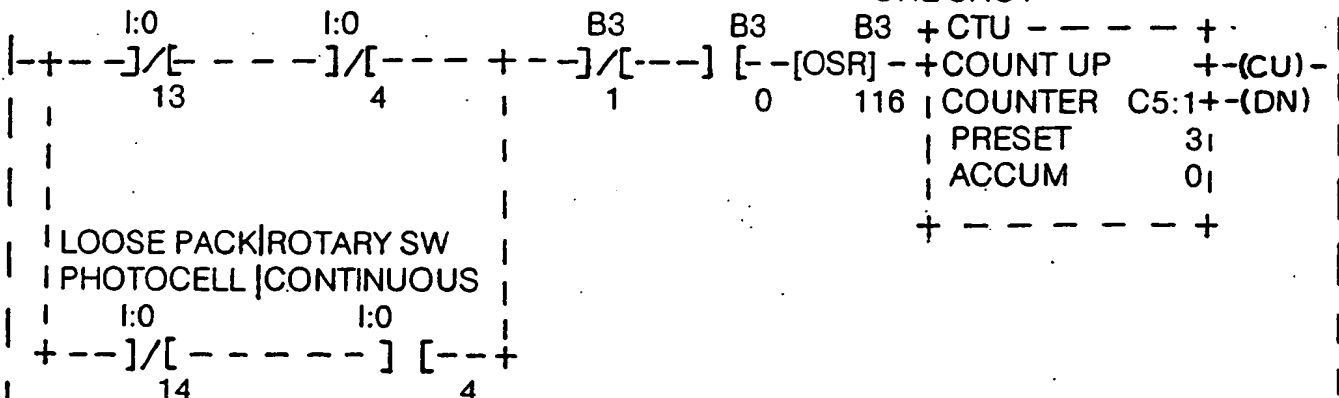 I:0 I:0 B3 B3 B3 +CTU - - - - - +
|-+---]/[- - - - -]/[--- + ---]/[---] [--[OSR] -+COUNT UP +-(CU)-
13 4 1 0 116 | COUNTER C5:1+-(DN)
| PRESET 3|
| ACCUM 0|
+ - - - - - - +
| LOOSE PACK|ROTARY SW
| PHOTOCELL |CONTINUOUS
I:0 I:0
+ --]/[- - - - - - ] [--+
14 4